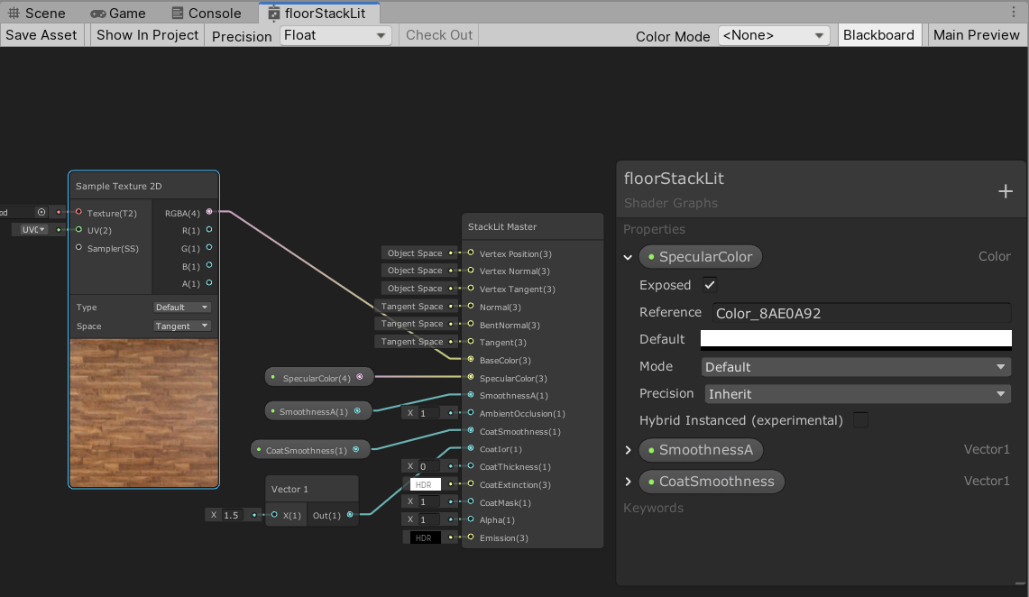 Scene Game Console floorStackLit
Save Asset Show In Project Precision Float Check Out Color Mode <None> Blackboard Main Preview
Sample Texture 2D
Texture(T2) RGBA(4)
UV(2) R(1)
Sampler(SS) G(1)
B(1)
A(1)
Type Default
Space Tangent
StackLit Master
Object Space Vertex Position(3)
Object Space Vertex Normal(3)
Object Space Vertex Tangent(3)
Tangent Space Normal(3)
Tangent Space BentNormal(3)
Tangent Space Tangent(3)
BaseColor(3)
SpecularColor(4) SpecularColor(3)
SmoothnessA(1)
SmoothnessA(1) X 1 AmbientOcclusion(1)
CoatSmoothness(1)
CoatSmoothness(1) CoatIor(1)
X 0 CoatThickness(1)
HDR CoatExtinction(3)
X 1 CoatMask(1)
X 1 Alpha(1)
HDR Emission(3)
Vector 1
X 1.5 X(1) Out(1)
floorStackLit
Shader Graphs
Properties
SpecularColor Color
Exposed
Reference Color_8AE0A92
Default
Mode Default
Precision Inherit
Hybrid Instanced (experimental)
SmoothnessA Vector1
CoatSmoothness Vector1
Keywords